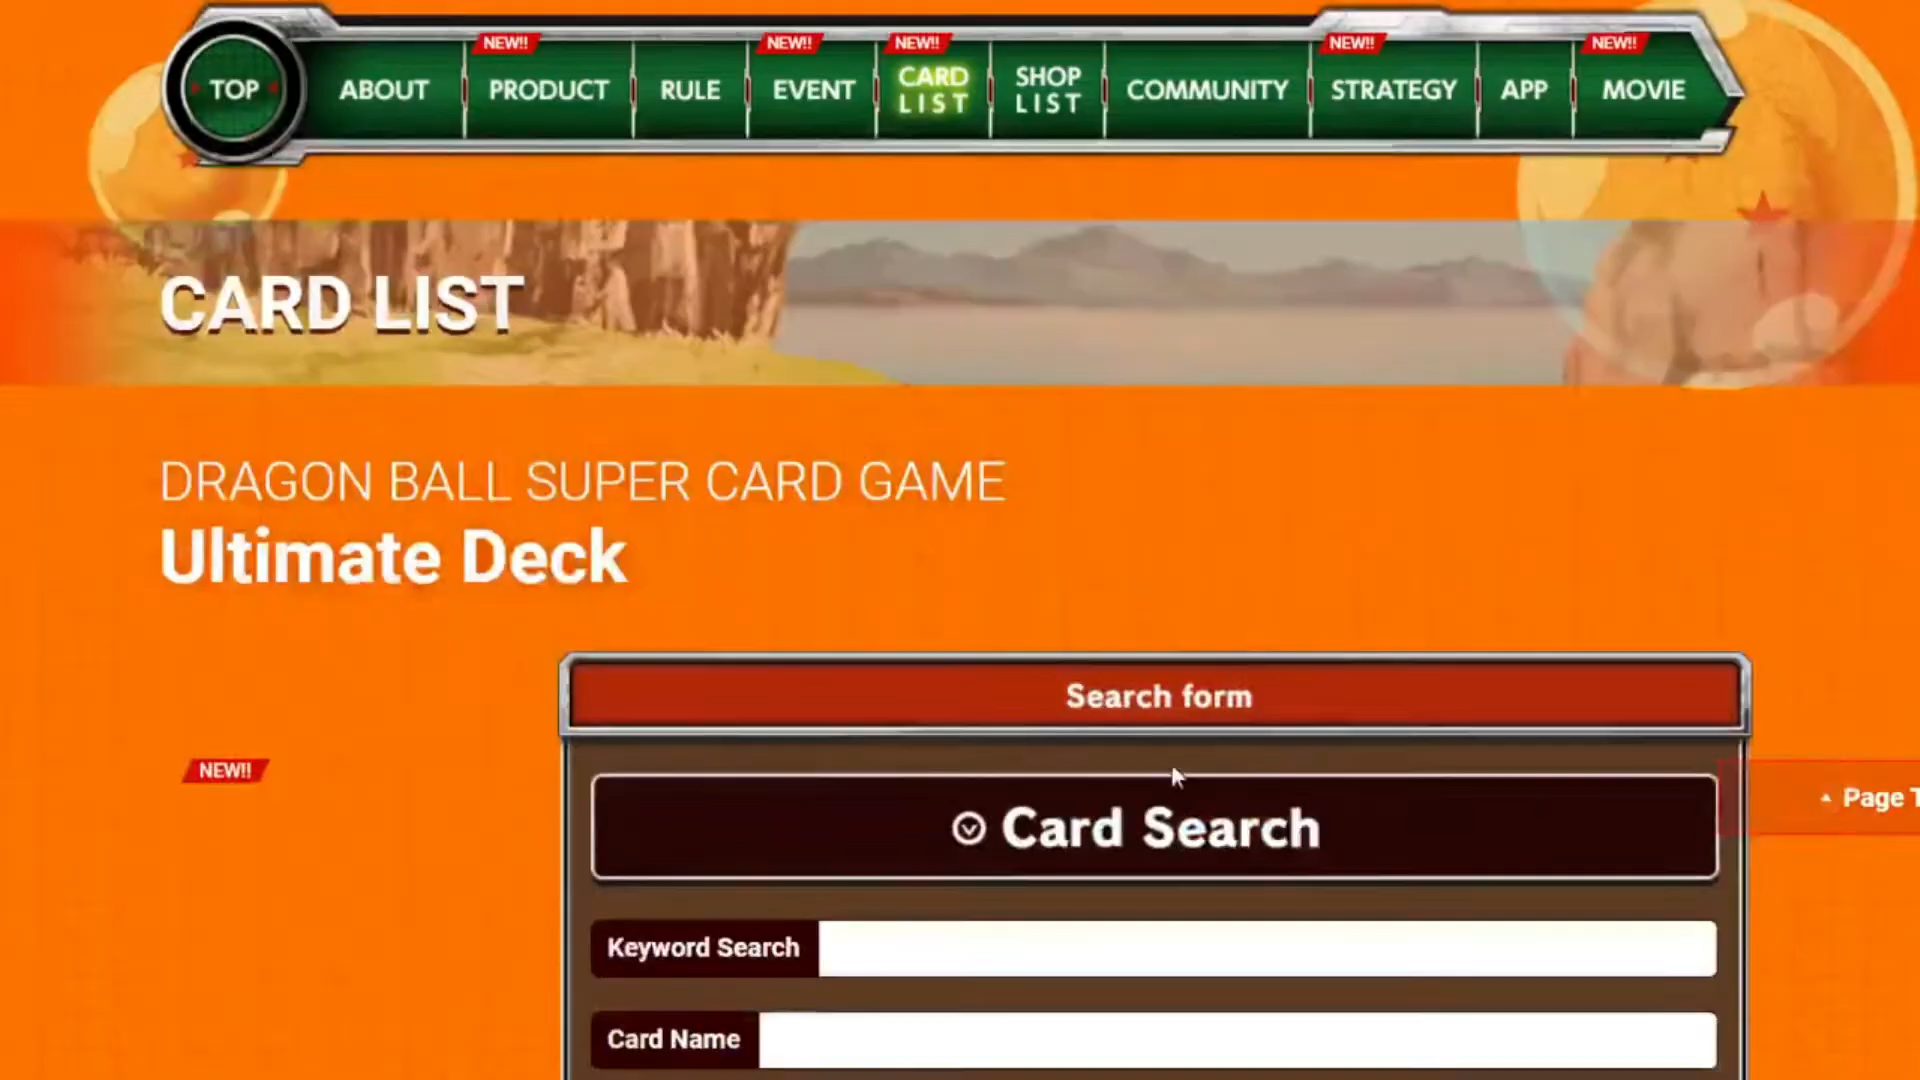 NEW!! NEW!! NEW!! NEW!! NEW!!
TOP ABOUT PRODUCT RULE EVENT CARD LIST SHOP LIST COMMUNITY STRATEGY APP MOVIE
CARD LIST
DRAGON BALL SUPER CARD GAME
Ultimate Deck
Search form
NEW!!
Page T
Card Search
Keyword Search
Card Name